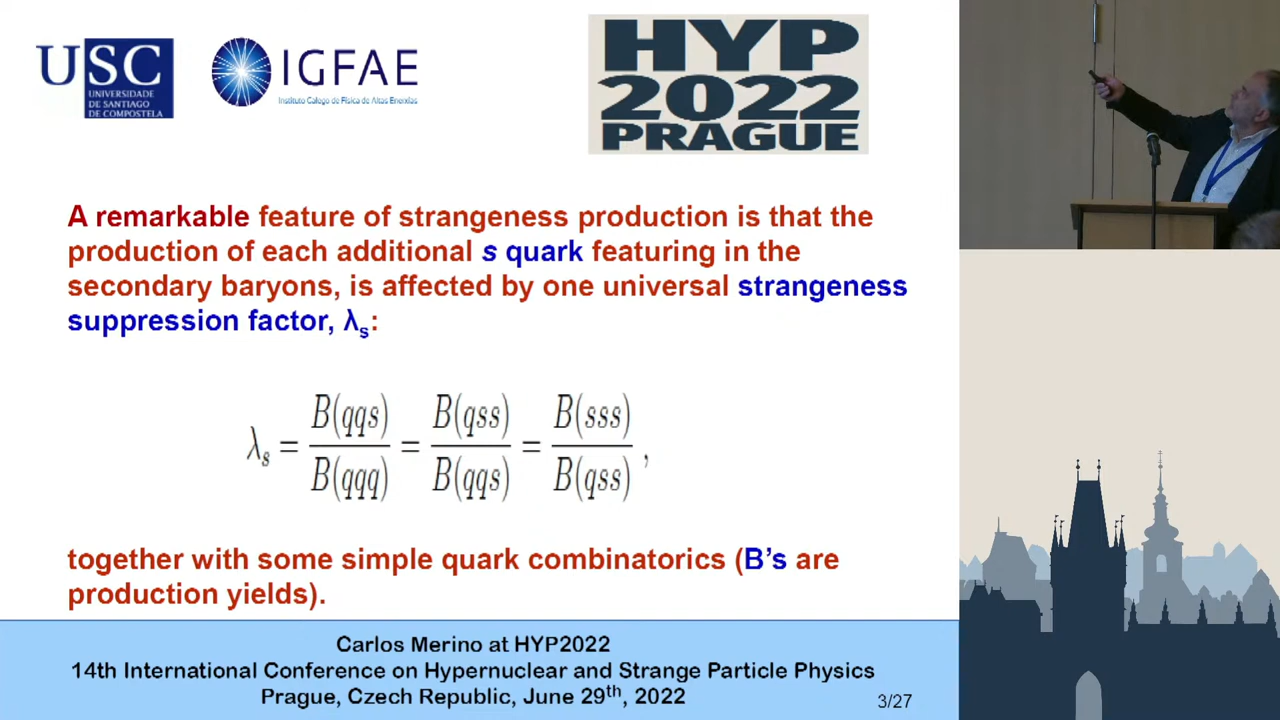 USC
UNIVERSIDADE
DE SANTIAGO
DE COMPOSTELA
IGFAE
Instituto Galego de Física de Altas Enerxías
HYP
2022
PRAGUE
A remarkable feature of strangeness production is that the
production of each additional s quark featuring in the
secondary baryons, is affected by one universal strangeness
suppression factor, λs:
λs = B(qqs)/B(qqq) = B(qss)/B(qqs) = B(sss)/B(qss) ,
together with some simple quark combinatorics (B’s are
production yields).
Carlos Merino at HYP2022
14th International Conference on Hypernuclear and Strange Particle Physics
Prague, Czech Republic, June 29th, 2022
3/27